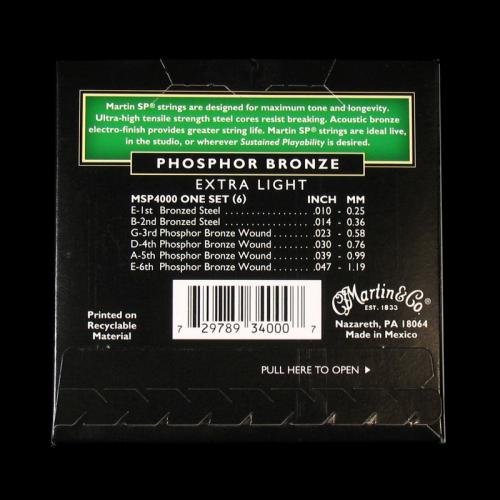 Martin SP® strings are designed for maximum tone and longevity.
Ultra-high tensile strength steel cores resist breaking. Acoustic bronze
electro-finish provides greater string life. Martin SP® strings are ideal live,
in the studio, or wherever Sustained Playability is desired.
PHOSPHOR BRONZE
EXTRA LIGHT
MSP4000 ONE SET (6) INCH MM
E-1st Bronzed Steel .................... .010 - 0.25
B-2nd Bronzed Steel .................... .014 - 0.36
G-3rd Phosphor Bronze Wound ..... .023 - 0.58
D-4th Phosphor Bronze Wound ..... .030 - 0.76
A-5th Phosphor Bronze Wound ..... .039 - 0.99
E-6th Phosphor Bronze Wound ..... .047 - 1.19
Printed on
Recyclable
Material
7 29789 34000 7
Martin & Co.
EST. 1833
Nazareth, PA 18064
Made in Mexico
PULL HERE TO OPEN